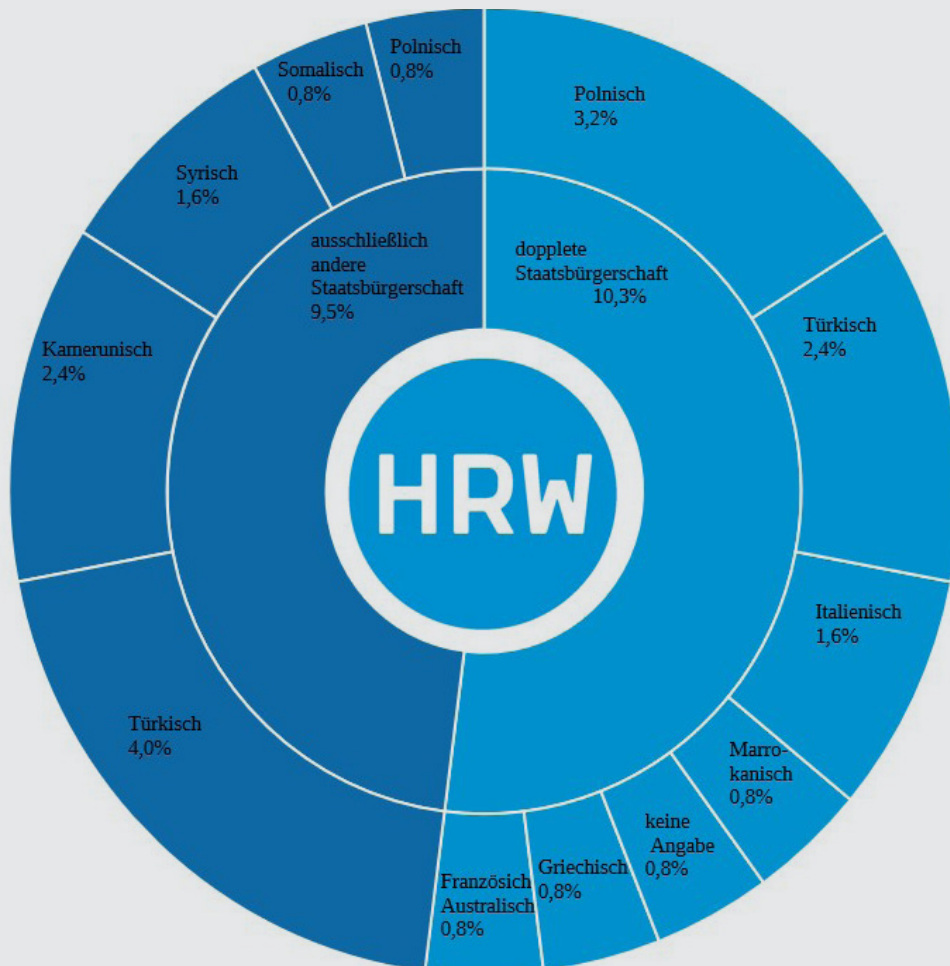 Polnisch
0,8%
Somalisch
0,8%
Polnisch
3,2%
Syrisch
1,6%
ausschließlich
andere
Staatsbürgerschaft
9,5%
dopplete
Staatsbürgerschaft
10,3%
Türkisch
2,4%
Kamerunisch
2,4%
HRW
Italienisch
1,6%
Türkisch
4,0%
Marro-
kanisch
0,8%
keine
Angabe
0,8%
Griechisch
0,8%
Französich
Australisch
0,8%